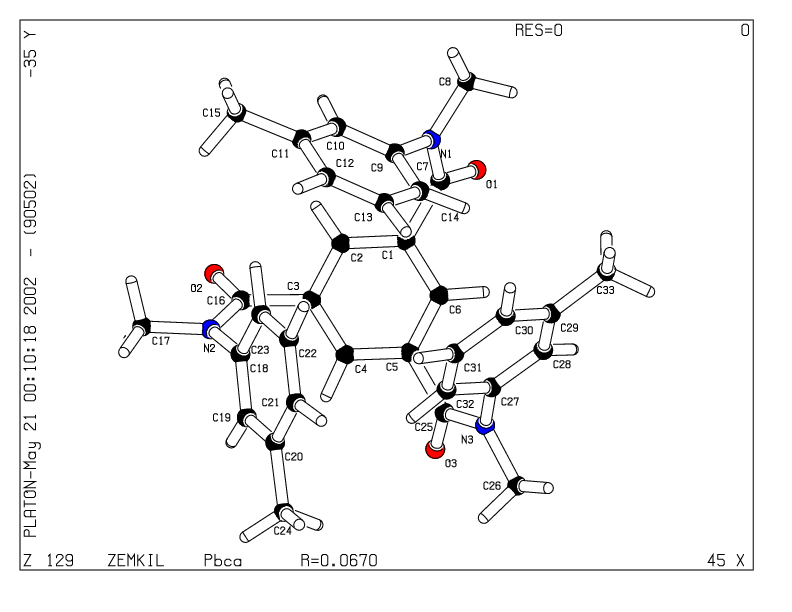 RES=0 0
-35 Y
PLATON-May 21 00:10:18 2002 - (90502)
C8
C15
C10
N1
C11
C12
C9
C7
O1
C13
C14
C2
C1
O2
C16
C3
C33
C6
C17
N2
C23
C22
C30
C29
C18
C4
C5
C31
C28
C21
C27
C19
C32
C25
N3
C20
O3
C26
C24
Z 129 ZEMKIL Pbca R=0.0670 45 X